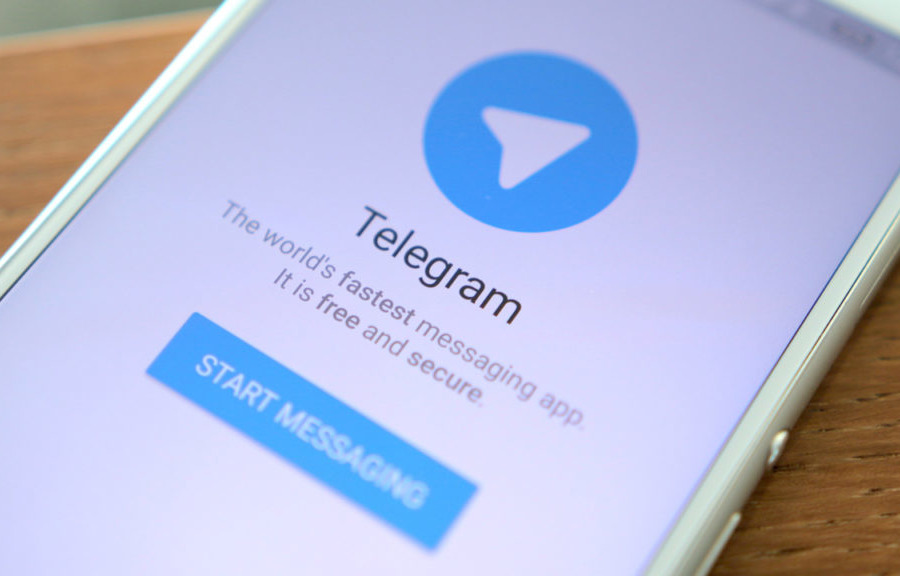 Telegram
The world's fastest messaging app.
It is free and secure.
START MESSAGING